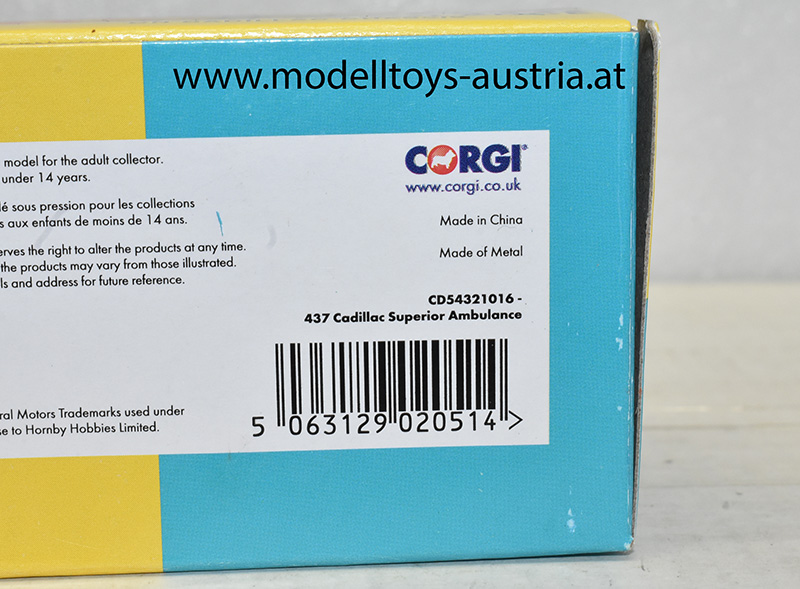 www.modelltoys-austria.at
model for the adult collector.
under 14 years.
CORGI®
www.corgi.co.uk
sous pression pour les collections
aux enfants de moins de 14 ans.
Made in China
the right to alter the products at any time.
the products may vary from those illustrated.
and address for future reference.
Made of Metal
CD54321016 -
437 Cadillac Superior Ambulance
Motors Trademarks used under
to Hornby Hobbies Limited.
5 063129 020514 >